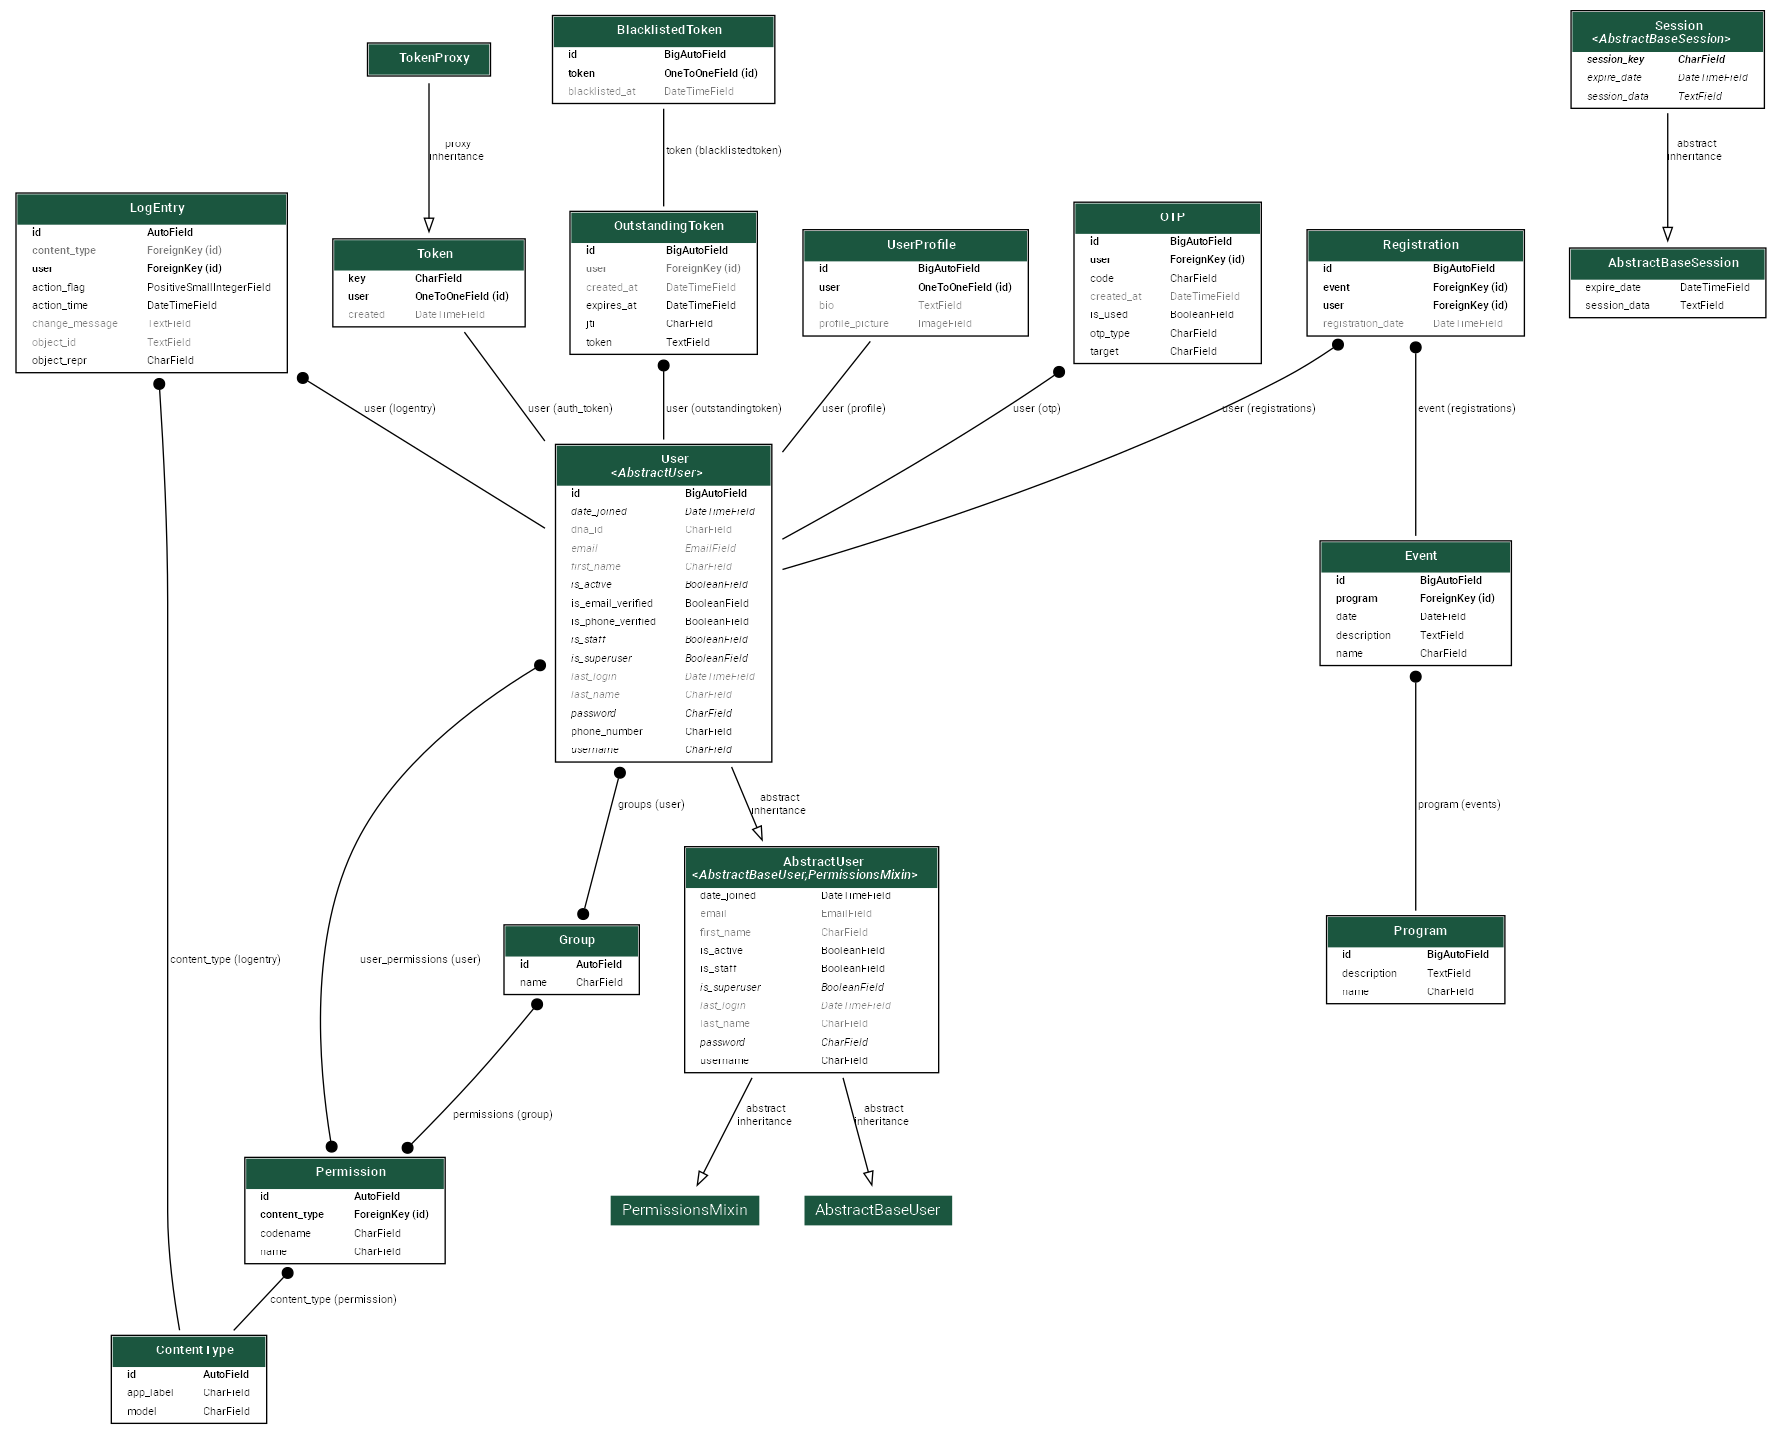 TokenProxy
BlacklistedToken
id BigAutoField
token OneToOneField (id)
blacklisted_at DateTimeField
Session
<AbstractBaseSession>
session_key CharField
expire_date DateTimeField
session_data TextField
proxy
inheritance
token (blacklistedtoken)
abstract
inheritance
LogEntry
id AutoField
content_type ForeignKey (id)
user ForeignKey (id)
action_flag PositiveSmallIntegerField
action_time DateTimeField
change_message TextField
object_id TextField
object_repr CharField
Token
key CharField
user OneToOneField (id)
created DateTimeField
OutstandingToken
id BigAutoField
user ForeignKey (id)
created_at DateTimeField
expires_at DateTimeField
jti CharField
token TextField
UserProfile
id BigAutoField
user OneToOneField (id)
bio TextField
profile_picture ImageField
OTP
id BigAutoField
user ForeignKey (id)
code CharField
created_at DateTimeField
is_used BooleanField
otp_type CharField
target CharField
Registration
id BigAutoField
event ForeignKey (id)
user ForeignKey (id)
registration_date DateTimeField
AbstractBaseSession
expire_date DateTimeField
session_data TextField
user (logentry)
user (auth_token)
user (outstandingtoken)
user (profile)
user (otp)
user (registrations)
event (registrations)
User
<AbstractUser>
id BigAutoField
date_joined DateTimeField
dna_id CharField
email EmailField
first_name CharField
is_active BooleanField
is_email_verified BooleanField
is_phone_verified BooleanField
is_staff BooleanField
is_superuser BooleanField
last_login DateTimeField
last_name CharField
password CharField
phone_number CharField
username CharField
Event
id BigAutoField
program ForeignKey (id)
date DateField
description TextField
name CharField
groups (user)
abstract
inheritance
program (events)
AbstractUser
<AbstractBaseUser,PermissionsMixin>
date_joined DateTimeField
email EmailField
first_name CharField
is_active BooleanField
is_staff BooleanField
is_superuser BooleanField
last_login DateTimeField
last_name CharField
password CharField
username CharField
Group
id AutoField
name CharField
Program
id BigAutoField
description TextField
name CharField
content_type (logentry)
user_permissions (user)
permissions (group)
abstract
inheritance
abstract
inheritance
Permission
id AutoField
content_type ForeignKey (id)
codename CharField
name CharField
PermissionsMixin
AbstractBaseUser
content_type (permission)
ContentType
id AutoField
app_label CharField
model CharField